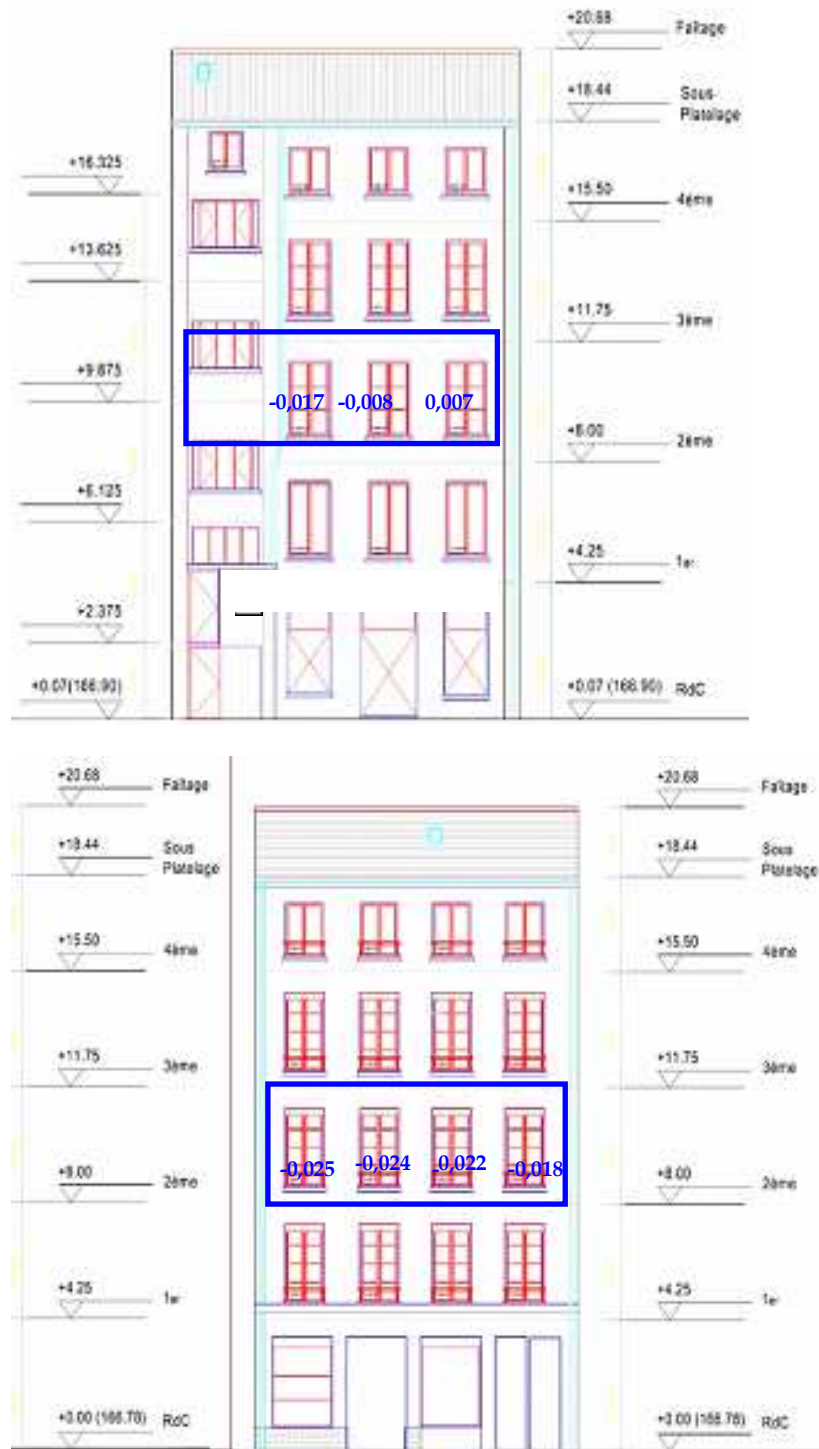 +20.68 Faîtage
+18.44 Sous-
Platelage
+16.325
+15.50 4ème
+13.625
+11.75 3ème
+9.875
-0,017 -0,008 0,007
+8.00 2ème
+6.125
+4.25 1er
+2.375
+0.07(166.90) +0.07 (166.90) RdC
+20.68 Faîtage +20.68 Faîtage
+18.44 Sous +18.44 Sous
Platelage Platelage
+15.50 4ème +15.50 4ème
+11.75 3ème +11.75 3ème
-0,025 -0,024 -0,022 -0,018
+8.00 2ème +8.00 2ème
+4.25 1er +4.25 1er
+0.00 (166.78) RdC +0.00 (166.78) RdC